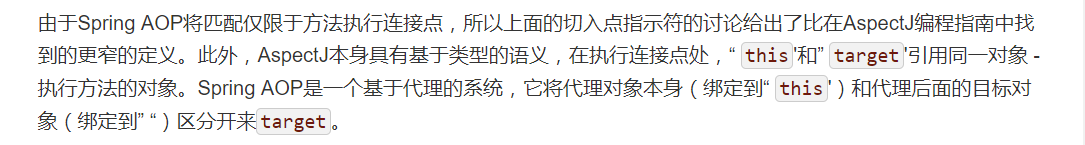 由于Spring AOP将匹配仅限于方法执行连接点，所以上面的切入点指示符的讨论给出了比在AspectJ编程指南中找
到的更窄的定义。此外，AspectJ本身具有基于类型的语义，在执行连接点处，“ this'和” target'引用同一对象 -
执行方法的对象。Spring AOP是一个基于代理的系统，它将代理对象本身（绑定到“ this'）和代理后面的目标对
象（绑定到” “）区分开来target。